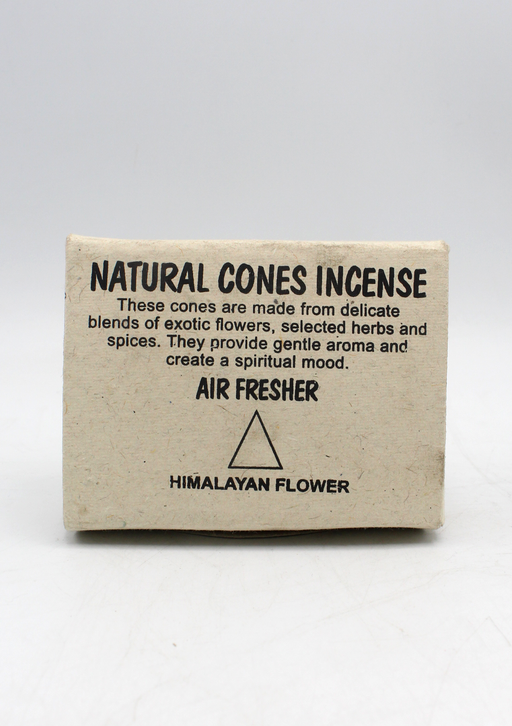 NATURAL CONES INCENSE
These cones are made from delicate
blends of exotic flowers, selected herbs and
spices. They provide gentle aroma and
create a spiritual mood.
AIR FRESHER
HIMALAYAN FLOWER